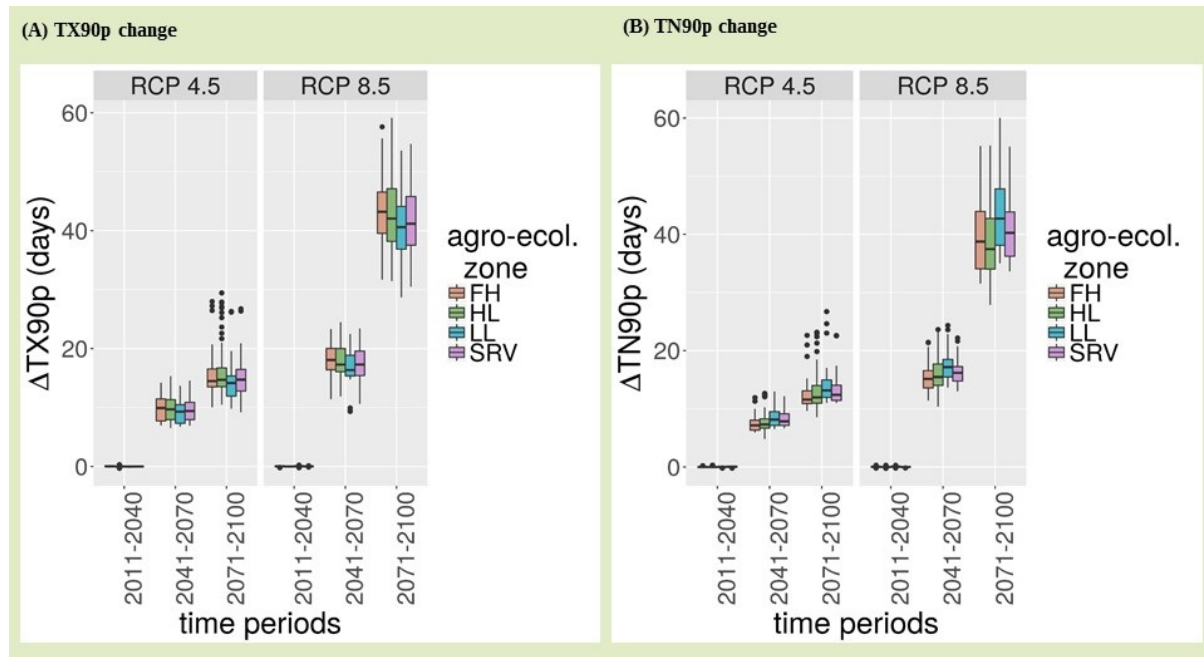 (A) TX90p change
RCP 4.5
RCP 8.5
60
40
20
0
ΔTX90p (days)
2011-2040
2041-2070
2071-2100
2011-2040
2041-2070
2071-2100
time periods
agro-ecol.
zone
FH
HL
LL
SRV
(B) TN90p change
RCP 4.5
RCP 8.5
60
40
20
0
ΔTN90p (days)
2011-2040
2041-2070
2071-2100
2011-2040
2041-2070
2071-2100
time periods
agro-ecol.
zone
FH
HL
LL
SRV